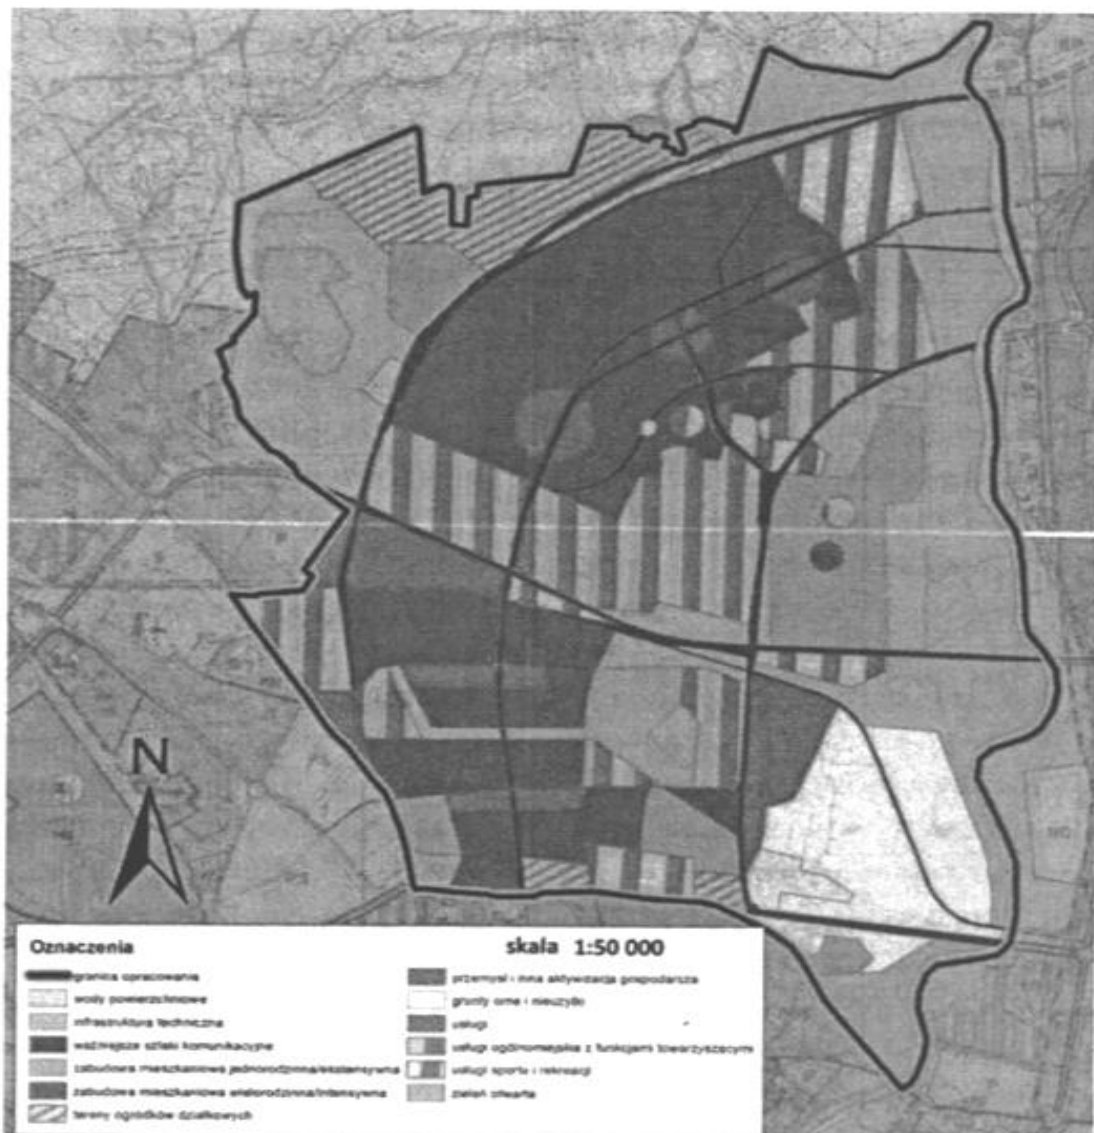 N
Oznaczenia
skala 1:50 000
granica opracowania
wody powierzchniowe
infrastruktura techniczna
ważniejsze szlaki komunikacyjne
zabudowa mieszkaniowa jednorodzinna/ekstensywna
zabudowa mieszkaniowa wielorodzinna/intensywna
tereny ogródków działkowych
przemysł i inna aktywizacja gospodarcza
grunty orne i nieużytki
usługi
usługi ogólnomiejskie z funkcjami towarzyszącymi
usługi sportu i rekreacji
zieleń otwarta